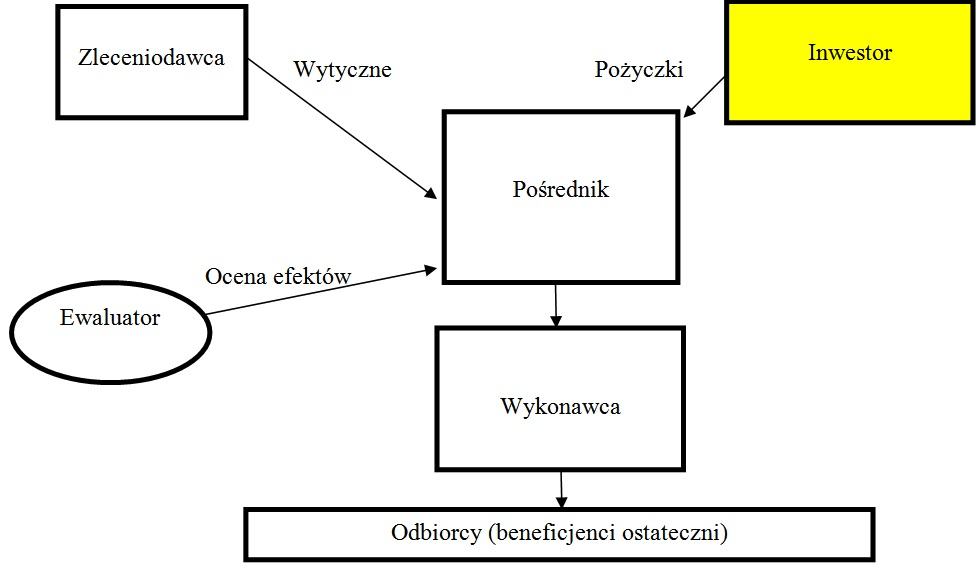 Zleceniodawca
Wytyczne
Pożyczki
Inwestor
Pośrednik
Ocena efektów
Ewaluator
Wykonawca
Odbiorcy (beneficjenci ostateczni)